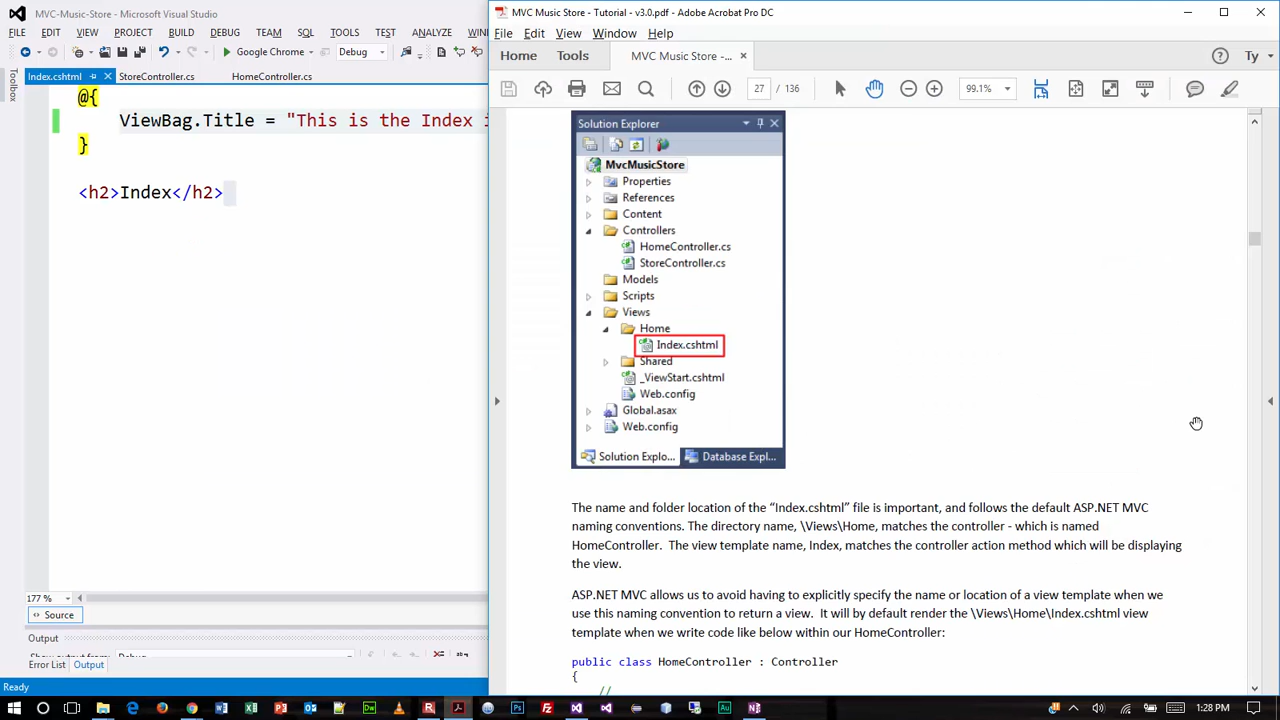 MVC-Music-Store - Microsoft Visual Studio
FILE EDIT VIEW PROJECT BUILD DEBUG TEAM SQL TOOLS TEST ANALYZE
Google Chrome Debug
Toolbox
Index.cshtml StoreController.cs HomeController.cs
@{
ViewBag.Title = "This is the Index
}
<h2>Index</h2>
177 %
Source
Output
Show output from: Debug
Error List Output
Ready
MVC Music Store - Tutorial - v3.0.pdf - Adobe Acrobat Pro DC
File Edit View Window Help
Home Tools MVC Music Store -... Ty
27 / 136 99.1%
Solution Explorer
MvcMusicStore
Properties
References
Content
Controllers
HomeController.cs
StoreController.cs
Models
Scripts
Views
Home
Index.cshtml
Shared
_ViewStart.cshtml
Web.config
Global.asax
Web.config
Solution Explo... Database Expl...
The name and folder location of the “Index.cshtml” file is important, and follows the default ASP.NET MVC
naming conventions. The directory name, \Views\Home, matches the controller - which is named
HomeController.  The view template name, Index, matches the controller action method which will be displaying
the view.
ASP.NET MVC allows us to avoid having to explicitly specify the name or location of a view template when we
use this naming convention to return a view.  It will by default render the \Views\Home\Index.cshtml view
template when we write code like below within our HomeController:
public class HomeController : Controller
{
//
1:28 PM